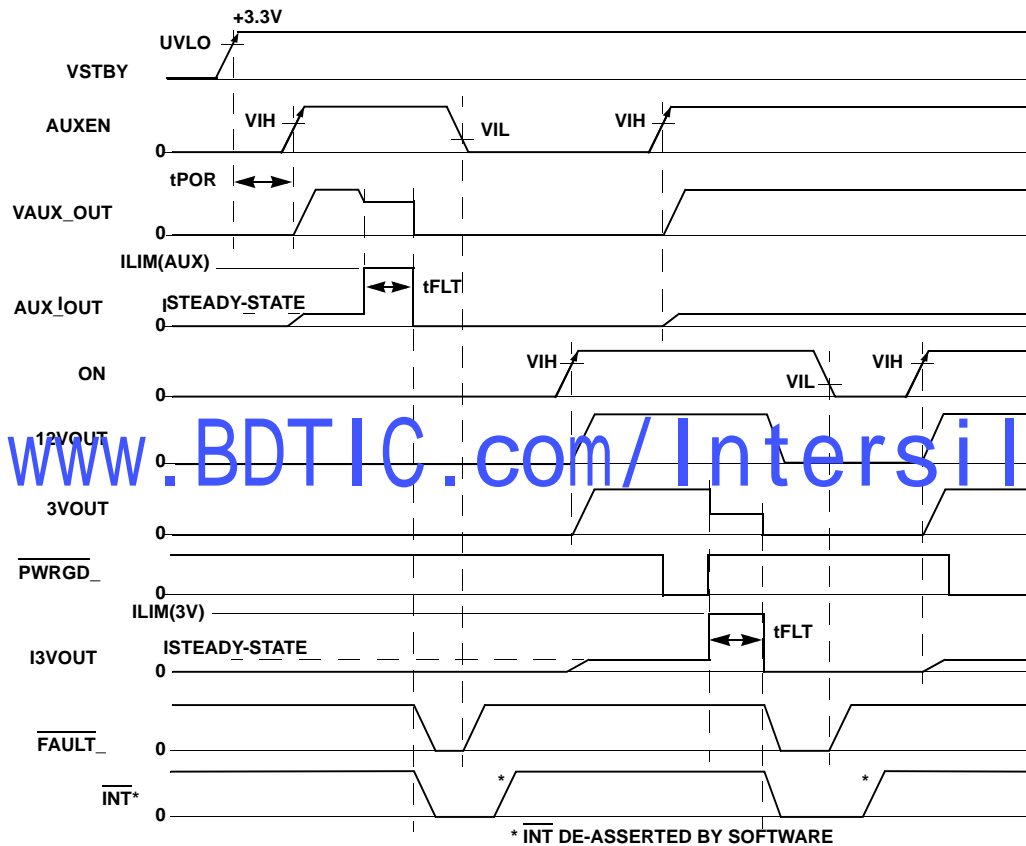 +3.3V
UVLO
VSTBY
VIH
VIL
VIH
AUXEN
0
tPOR
VAUX_OUT
0
ILIM(AUX)
tFLT
ISTEADY-STATE
AUX_IOUT
0
VIH
VIH
ON
VIL
0
12VOUT
0
www.BDTIC.com/Intersil
3VOUT
0
PWRGD_
0
ILIM(3V)
tFLT
ISTEADY-STATE
I3VOUT
0
FAULT_
0
* *
INT*
0
* INT DE-ASSERTED BY SOFTWARE